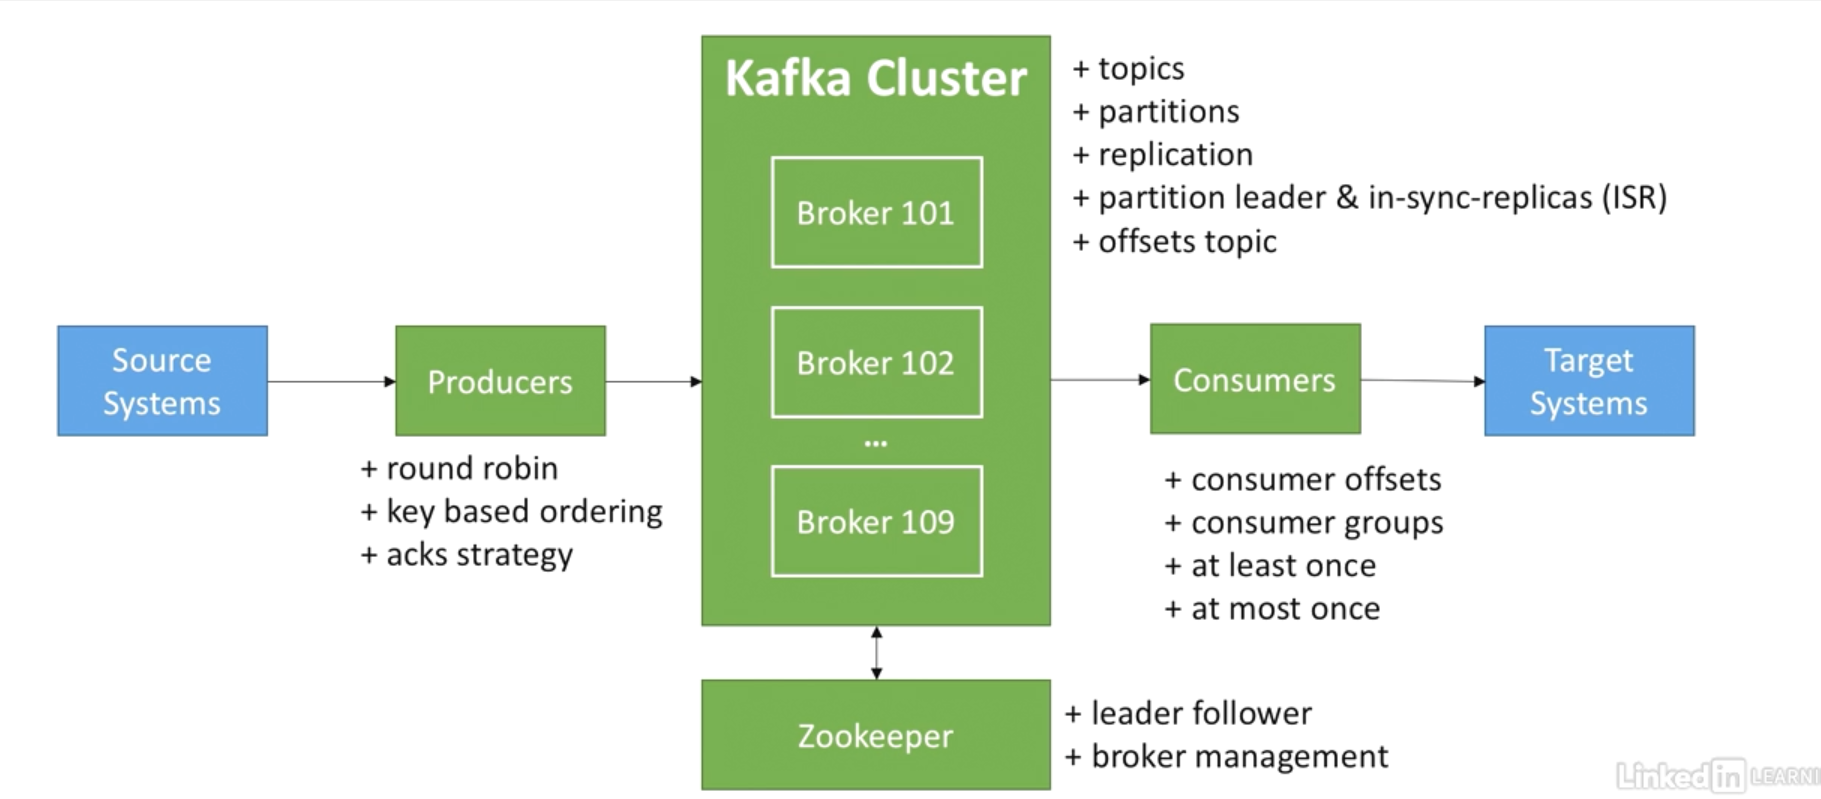 Kafka Cluster
Broker 101
Broker 102
...
Broker 109
+ topics
+ partitions
+ replication
+ partition leader & in-sync-replicas (ISR)
+ offsets topic
Source
Systems
Producers
+ round robin
+ key based ordering
+ acks strategy
Consumers
+ consumer offsets
+ consumer groups
+ at least once
+ at most once
Target
Systems
Zookeeper
+ leader follower
+ broker management
Linked in LEARNI